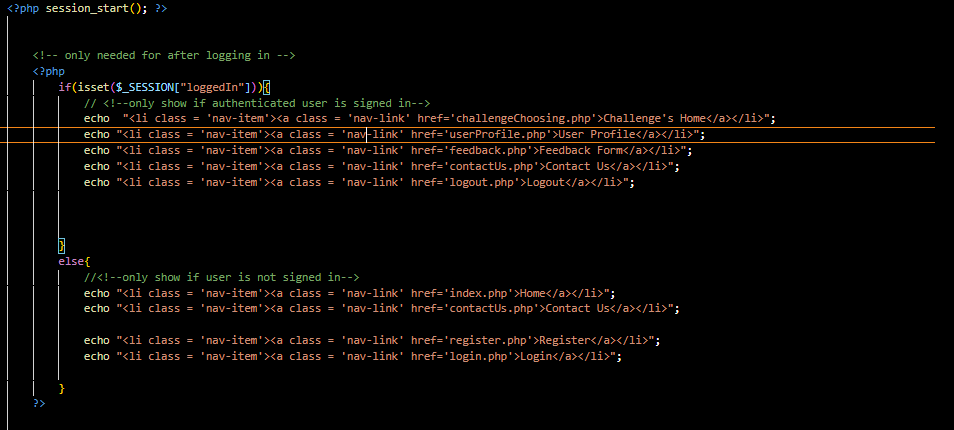 <?php session_start(); ?>
<!-- only needed for after logging in -->
<?php
if(isset($_SESSION["loggedIn"])){
// <!--only show if authenticated user is signed in-->
echo  "<li class = 'nav-item'><a class = 'nav-link' href='challengeChoosing.php'>Challenge's Home</a></li>";
echo "<li class = 'nav-item'><a class = 'nav-link' href='userProfile.php'>User Profile</a></li>";
echo "<li class = 'nav-item'><a class = 'nav-link' href='feedback.php'>Feedback Form</a></li>";
echo "<li class = 'nav-item'><a class = 'nav-link' href='contactUs.php'>Contact Us</a></li>";
echo "<li class = 'nav-item'><a class = 'nav-link' href='logout.php'>Logout</a></li>";
}
else{
//<!--only show if user is not signed in-->
echo "<li class = 'nav-item'><a class = 'nav-link' href='index.php'>Home</a></li>";
echo "<li class = 'nav-item'><a class = 'nav-link' href='contactUs.php'>Contact Us</a></li>";
echo "<li class = 'nav-item'><a class = 'nav-link' href='register.php'>Register</a></li>";
echo "<li class = 'nav-item'><a class = 'nav-link' href='login.php'>Login</a></li>";
}
?>